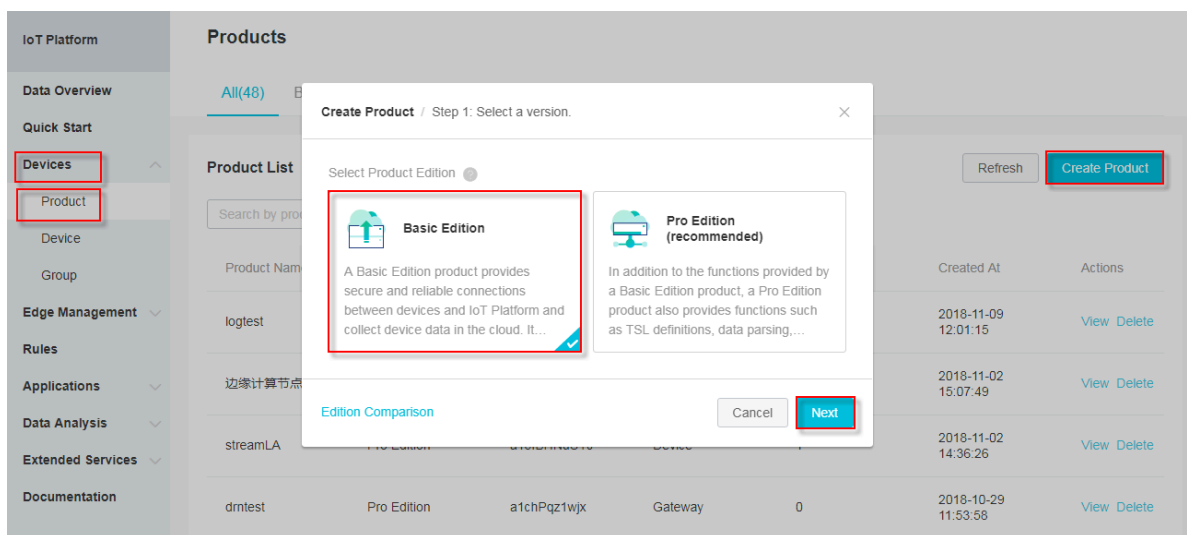 IoT Platform
Data Overview
Quick Start
Devices
Product
Device
Group
Edge Management
Rules
Applications
Data Analysis
Extended Services
Documentation
Products
All(48)
Product List
Refresh
Create Product
Search by
Product
Created At
Actions
logtest
2018-11-09
12:01:15
View Delete
边缘计算节点
2018-11-02
15:07:49
View Delete
streamLA
2018-11-02
14:36:26
View Delete
drntest
Pro Edition
a1chPqz1wjx
Gateway
0
2018-10-29
11:53:58
View Delete
Create Product / Step 1: Select a version.
Select Product Edition
Basic Edition
A Basic Edition product provides
secure and reliable connections
between devices and IoT Platform and
collect device data in the cloud. It…
Pro Edition
(recommended)
In addition to the functions provided by
a Basic Edition product, a Pro Edition
product also provides functions such
as TSL definitions, data parsing,…
Edition Comparison
Cancel
Next